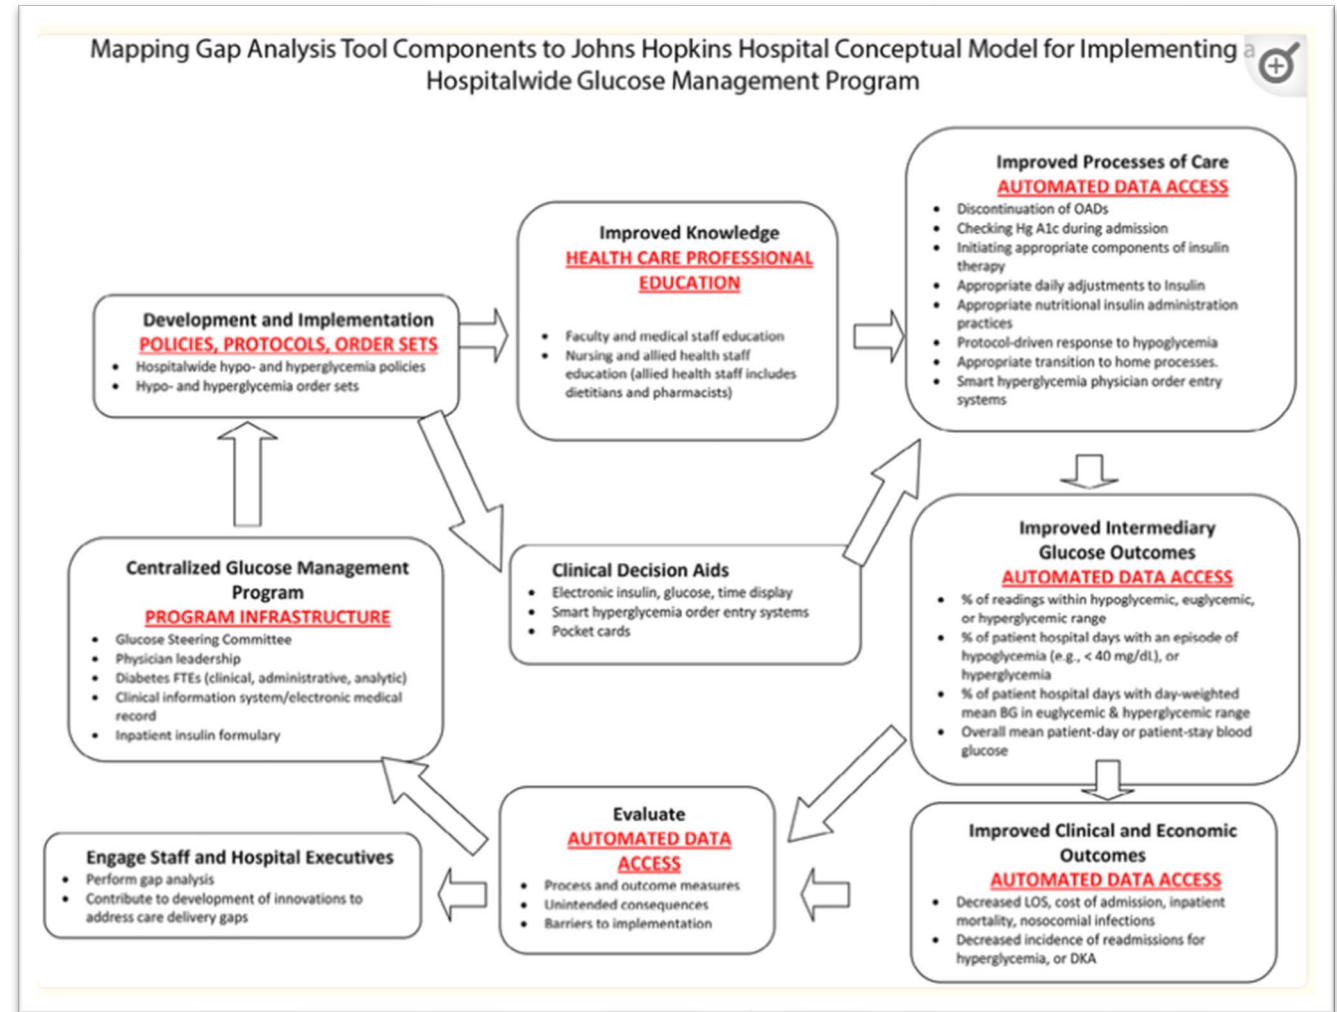 Mapping Gap Analysis Tool Components to Johns Hopkins Hospital Conceptual Model for Implementing a
Hospitalwide Glucose Management Program
Development and Implementation
POLICIES, PROTOCOLS, ORDER SETS
• Hospitalwide hypo- and hyperglycemia policies
• Hypo- and hyperglycemia order sets
Improved Knowledge
HEALTH CARE PROFESSIONAL
EDUCATION
• Faculty and medical staff education
• Nursing and allied health staff
education (allied health staff includes
dietitians and pharmacists)
Improved Processes of Care
AUTOMATED DATA ACCESS
• Discontinuation of OADs
• Checking Hg A1c during admission
• Initiating appropriate components of insulin
therapy
• Appropriate daily adjustments to Insulin
• Appropriate nutritional insulin administration
practices
• Protocol-driven response to hypoglycemia
• Appropriate transition to home processes.
• Smart hyperglycemia physician order entry
systems
Centralized Glucose Management
Program
PROGRAM INFRASTRUCTURE
• Glucose Steering Committee
• Physician leadership
• Diabetes FTEs (clinical, administrative, analytic)
• Clinical information system/electronic medical
record
• Inpatient insulin formulary
Clinical Decision Aids
• Electronic insulin, glucose, time display
• Smart hyperglycemia order entry systems
• Pocket cards
Improved Intermediary
Glucose Outcomes
AUTOMATED DATA ACCESS
• % of readings within hypoglycemic, euglycemic,
or hyperglycemic range
• % of patient hospital days with an episode of
hypoglycemia (e.g., < 40 mg/dL), or
hyperglycemia
• % of patient hospital days with day-weighted
mean BG in euglycemic & hyperglycemic range
• Overall mean patient-day or patient-stay blood
glucose
Engage Staff and Hospital Executives
• Perform gap analysis
• Contribute to development of innovations to
address care delivery gaps
Evaluate
AUTOMATED DATA
ACCESS
• Process and outcome measures
• Unintended consequences
• Barriers to implementation
Improved Clinical and Economic
Outcomes
AUTOMATED DATA ACCESS
• Decreased LOS, cost of admission, inpatient
mortality, nosocomial infections
• Decreased incidence of readmissions for
hyperglycemia, or DKA